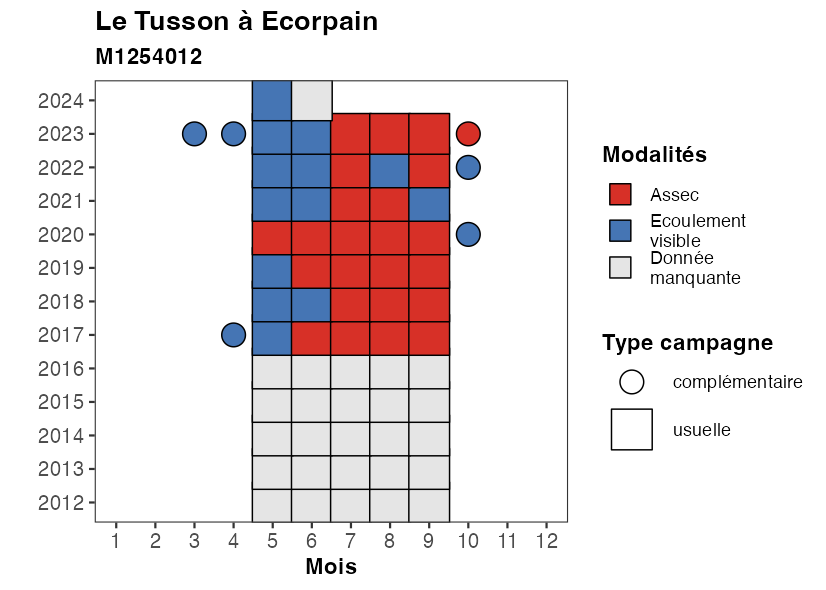 Le Tusson à Ecorpain
M1254012
2024
2023
2022
2021
2020
2019
2018
2017
2016
2015
2014
2013
2012
1 2 3 4 5 6 7 8 9 10 11 12
Mois
Modalités
Assec
Ecoulement
visible
Donnée
manquante
Type campagne
complémentaire
usuelle